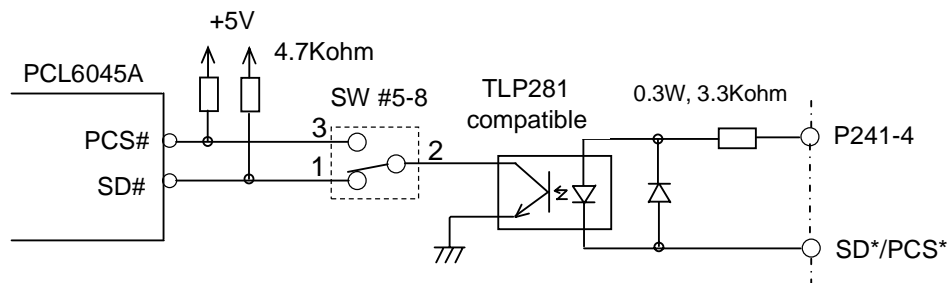 +5V
4.7Kohm
PCL6045A
SW #5-8
TLP281
compatible
0.3W, 3.3Kohm
PCS#
3
P241-4
SD#
1
2
SD*/PCS*